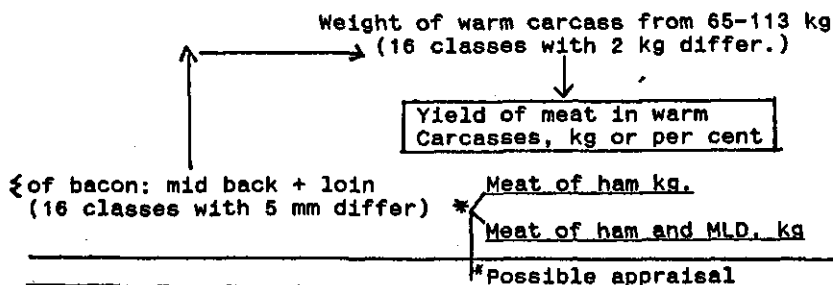 Weight of warm carcass from 65-113 kg
(16 classes with 2 kg differ.)
Yield of meat in warm
Carcasses, kg or per cent
Σ of bacon: mid back + loin
(16 classes with 5 mm differ)
* Meat of ham kg.
Meat of ham and MLD, kg
*Possible appraisal